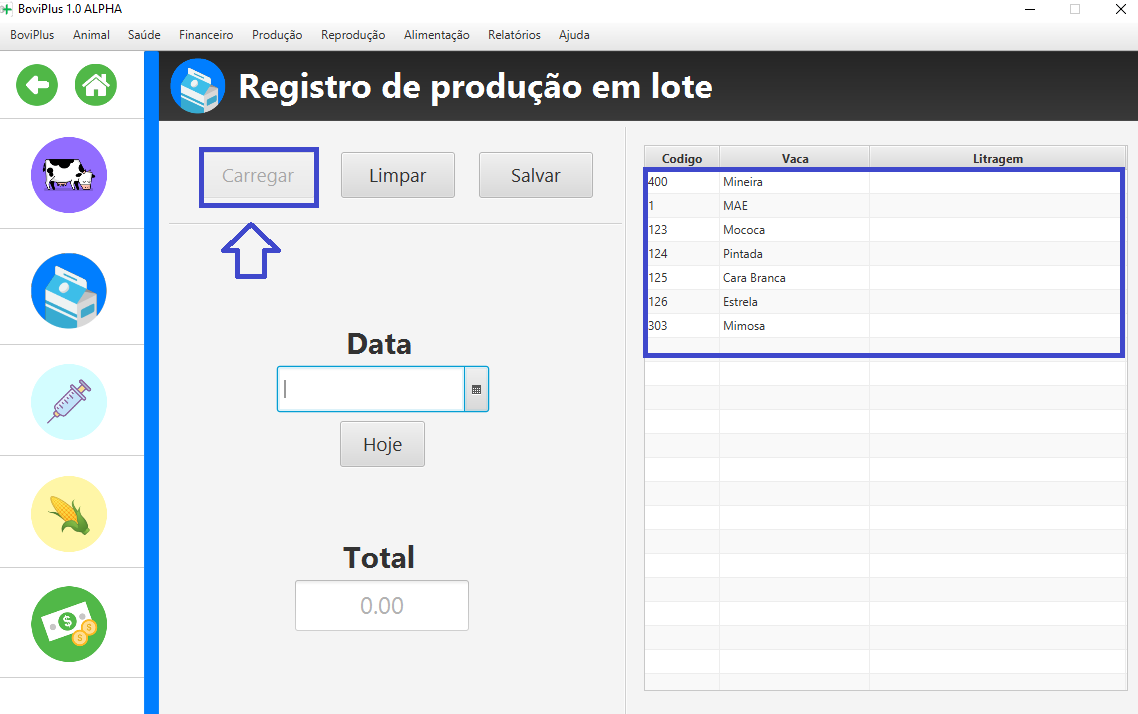 BoviPlus 1.0 ALPHA
BoviPlus Animal Saúde Financeiro Produção Reprodução Alimentação Relatórios Ajuda
Registro de produção em lote
Carregar Limpar Salvar
Data
Hoje
Total
0.00
Codigo Vaca Litragem
400 Mineira
1 MAE
123 Mococa
124 Pintada
125 Cara Branca
126 Estrela
303 Mimosa